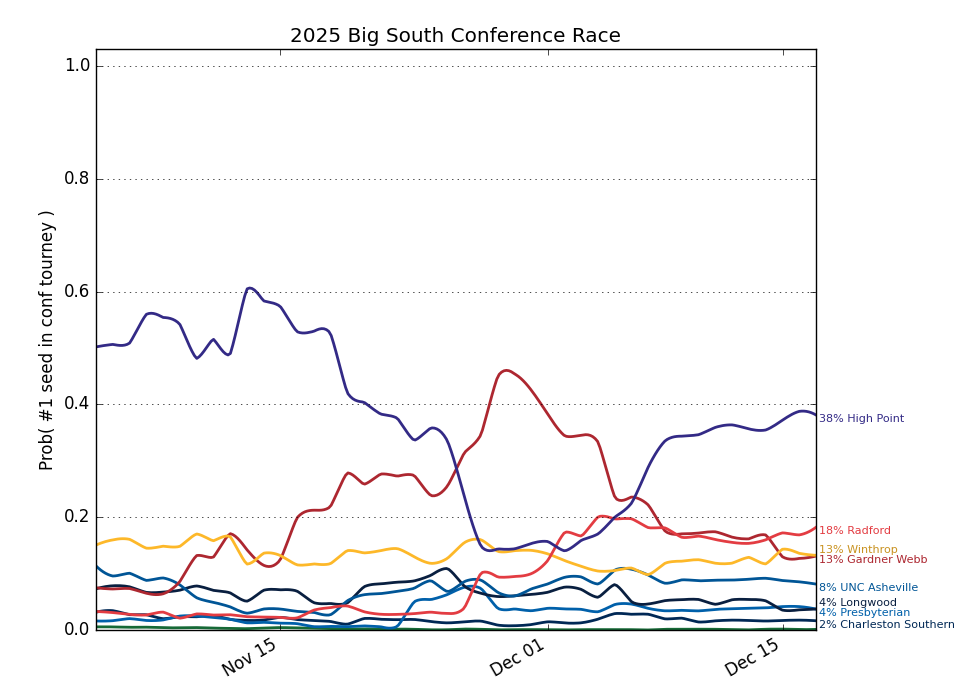 2025 Big South Conference Race
Prob( #1 seed in conf tourney )
1.0
0.8
0.6
0.4
0.2
0.0
Nov 15
Dec 01
Dec 15
38% High Point
18% Radford
13% Winthrop
13% Gardner Webb
8% UNC Asheville
4% Longwood
4% Presbyterian
2% Charleston Southern